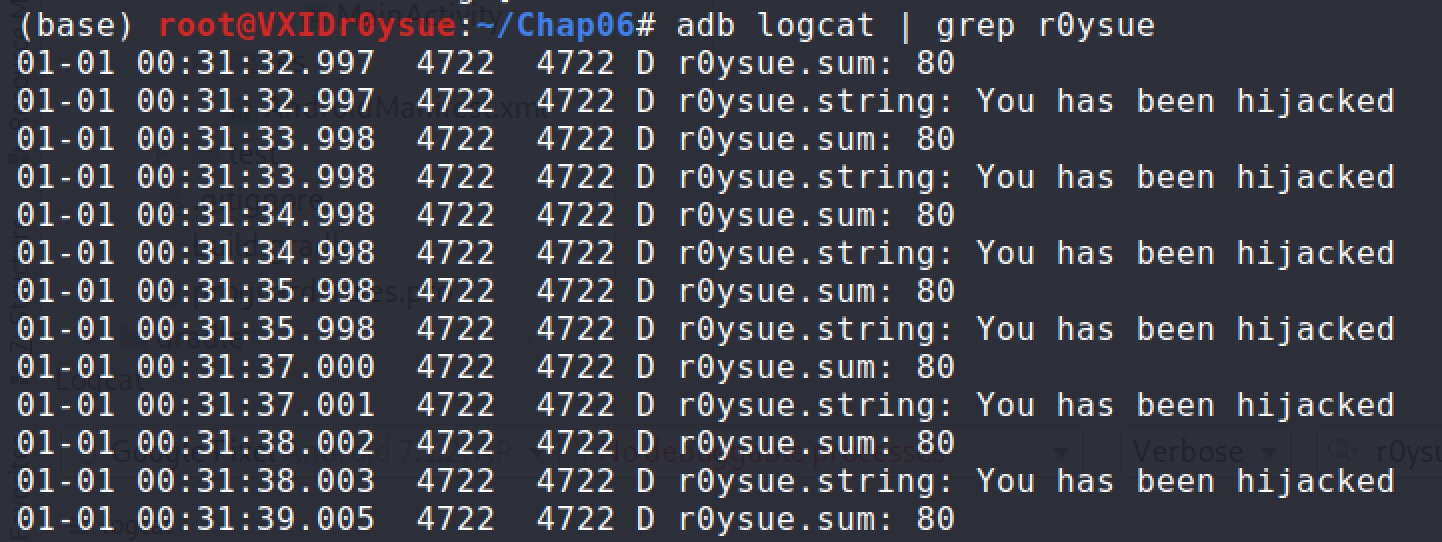 (base) root@VXIDr0ysue:~/Chap06# adb logcat | grep r0ysue
01-01 00:31:32.997  4722  4722 D r0ysue.sum: 80
01-01 00:31:32.997  4722  4722 D r0ysue.string: You has been hijacked
01-01 00:31:33.998  4722  4722 D r0ysue.sum: 80
01-01 00:31:33.998  4722  4722 D r0ysue.string: You has been hijacked
01-01 00:31:34.998  4722  4722 D r0ysue.sum: 80
01-01 00:31:34.998  4722  4722 D r0ysue.string: You has been hijacked
01-01 00:31:35.998  4722  4722 D r0ysue.sum: 80
01-01 00:31:35.998  4722  4722 D r0ysue.string: You has been hijacked
01-01 00:31:37.000  4722  4722 D r0ysue.sum: 80
01-01 00:31:37.001  4722  4722 D r0ysue.string: You has been hijacked
01-01 00:31:38.002  4722  4722 D r0ysue.sum: 80
Verbose
01-01 00:31:38.003  4722  4722 D r0ysue.string: You has been hijacked
01-01 00:31:39.005  4722  4722 D r0ysue.sum: 80